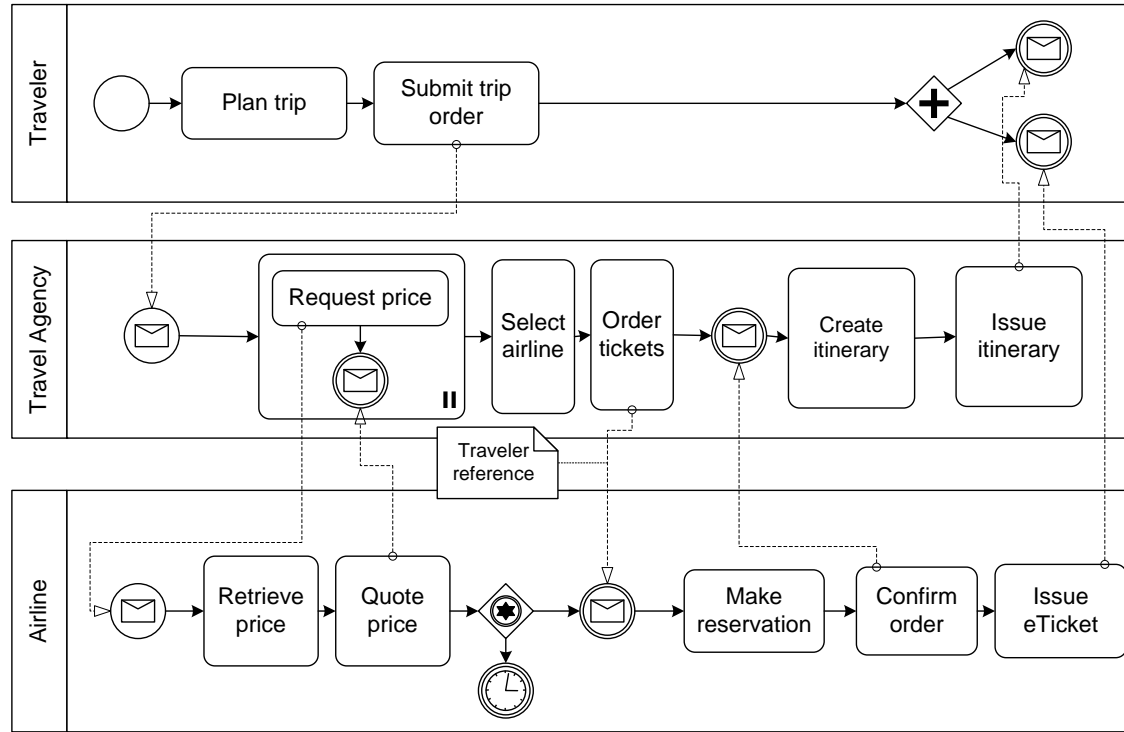 Traveler
Plan trip
Submit trip
order
Travel Agency
Request price
Select
airline
Order
tickets
Create
itinerary
Issue
itinerary
Traveler
reference
Airline
Retrieve
price
Quote
price
Make
reservation
Confirm
order
Issue
eTicket